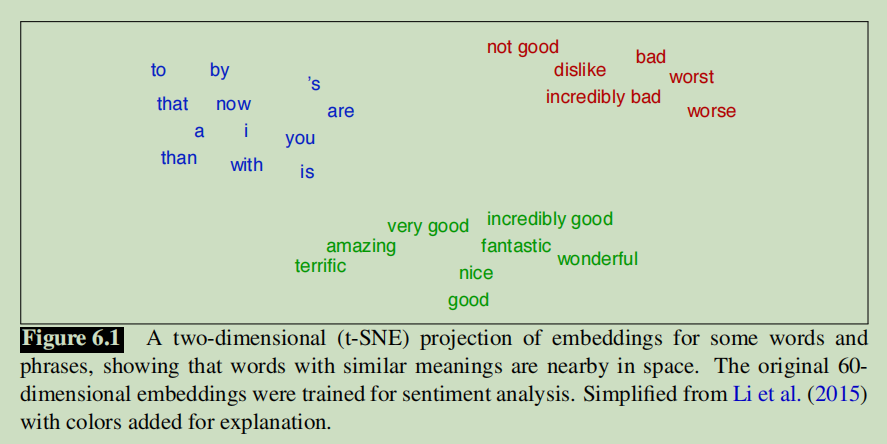 not good
bad
to by
dislike
's
worst
that now
incredibly bad
are
worse
a i
you
than with
is
incredibly good
very good
amazing
fantastic
terrific
wonderful
nice
good
Figure 6.1 A two-dimensional (t-SNE) projection of embeddings for some words and
phrases, showing that words with similar meanings are nearby in space. The original 60-
dimensional embeddings were trained for sentiment analysis. Simplified from Li et al. (2015)
with colors added for explanation.